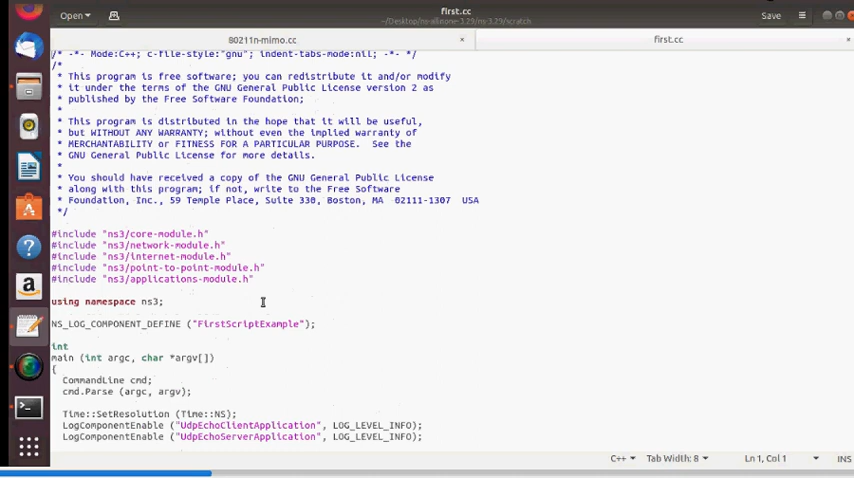 Open
first.cc
~/Desktop/ns-allinone-3.29/ns-3.29/scratch
Save
80211n-mimo.cc
first.cc
/* -*- Mode:C++; c-file-style:"gnu"; indent-tabs-mode:nil; -*- */
/*
* This program is free software; you can redistribute it and/or modify
* it under the terms of the GNU General Public License version 2 as
* published by the Free Software Foundation;
*
* This program is distributed in the hope that it will be useful,
* but WITHOUT ANY WARRANTY; without even the implied warranty of
* MERCHANTABILITY or FITNESS FOR A PARTICULAR PURPOSE.  See the
* GNU General Public License for more details.
*
* You should have received a copy of the GNU General Public License
* along with this program; if not, write to the Free Software
* Foundation, Inc., 59 Temple Place, Suite 330, Boston, MA  02111-1307  USA
*/
#include "ns3/core-module.h"
#include "ns3/network-module.h"
#include "ns3/internet-module.h"
#include "ns3/point-to-point-module.h"
#include "ns3/applications-module.h"
using namespace ns3;
NS_LOG_COMPONENT_DEFINE ("FirstScriptExample");
int
main (int argc, char *argv[])
{
CommandLine cmd;
cmd.Parse (argc, argv);
Time::SetResolution (Time::NS);
LogComponentEnable ("UdpEchoClientApplication", LOG_LEVEL_INFO);
LogComponentEnable ("UdpEchoServerApplication", LOG_LEVEL_INFO);
C++
Tab Width: 8
Ln 1, Col 1
INS